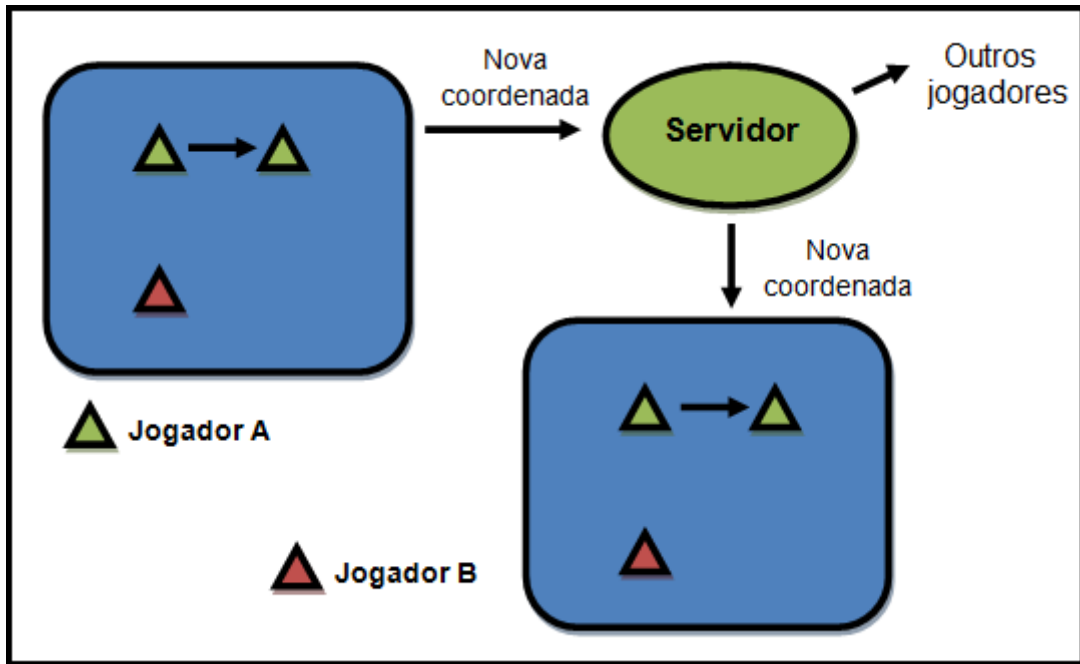 Nova
coordenada
Servidor
Outros
jogadores
Nova
coordenada
Jogador A
Jogador B